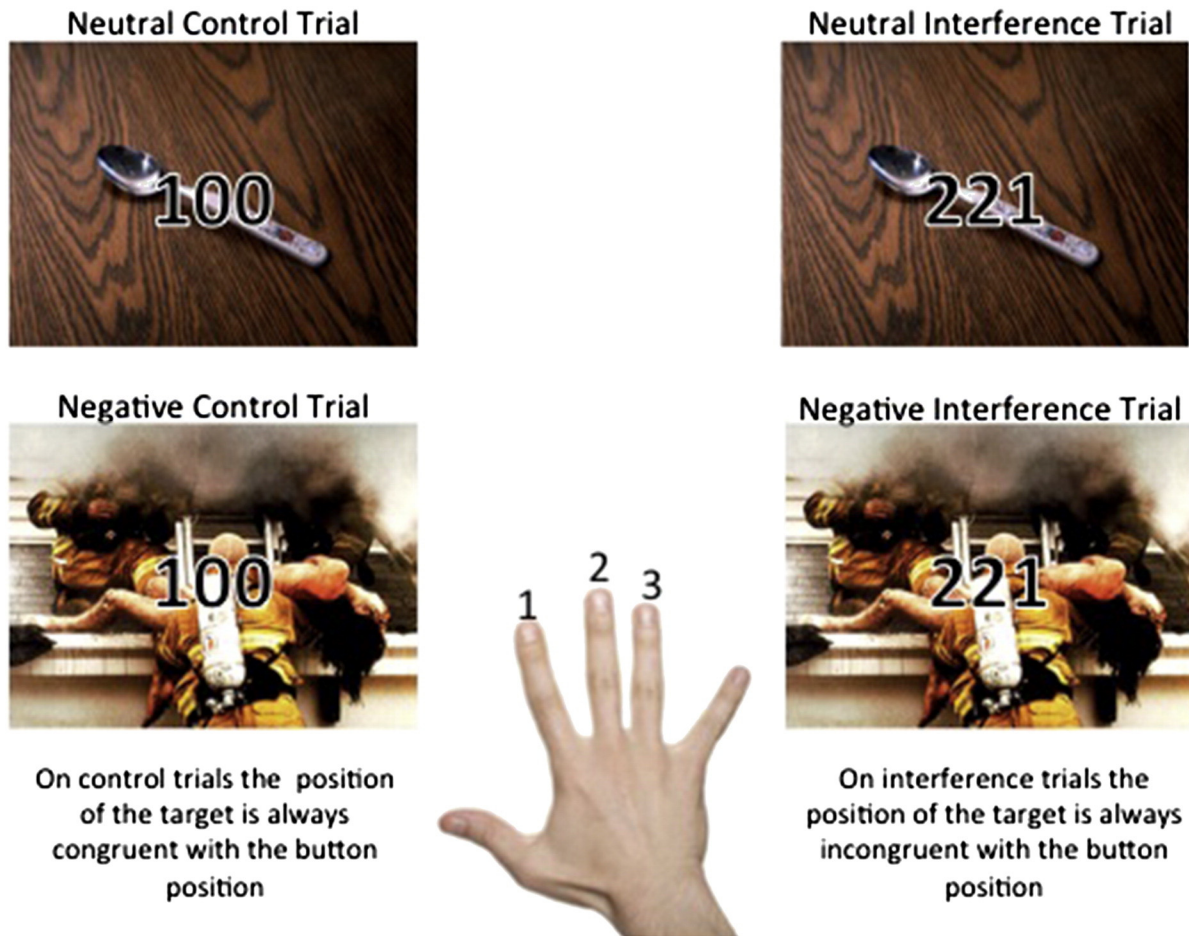 Neutral Control Trial
100
Neutral Interference Trial
221
Negative Control Trial
100
Negative Interference Trial
221
1
2
3
On control trials the position
of the target is always
congruent with the button
position
On interference trials the
position of the target is always
incongruent with the button
position